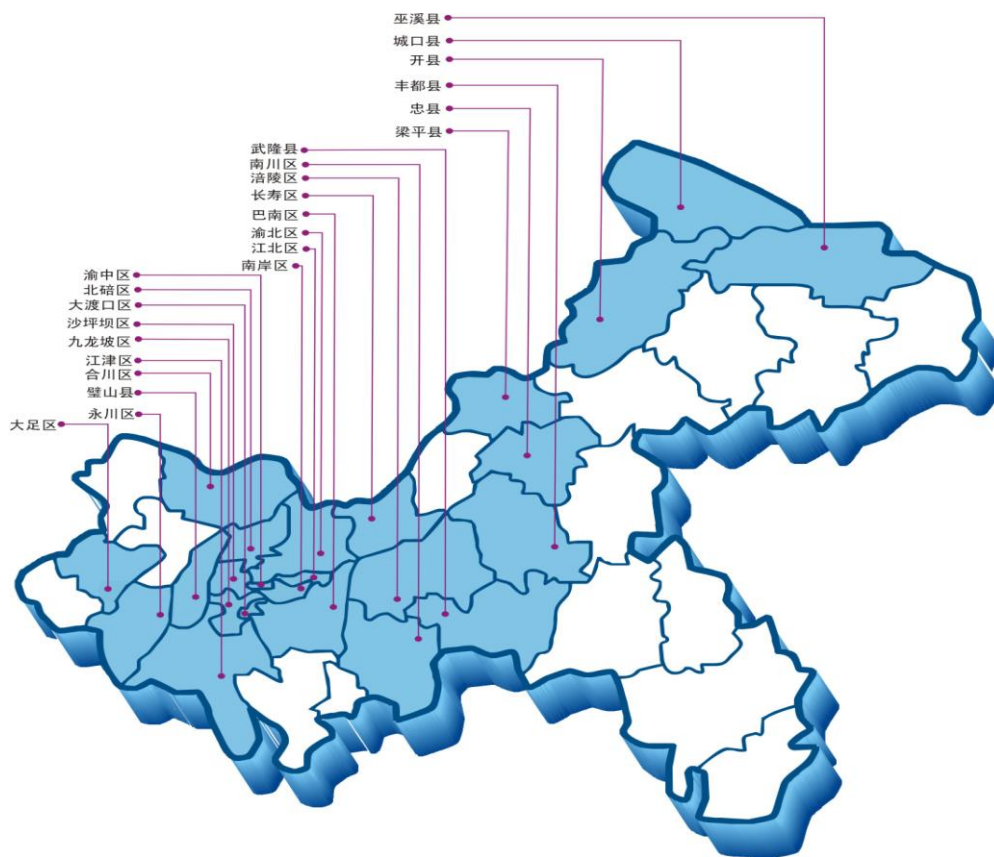 巫溪县
城口县
开县
丰都县
忠县
梁平县
武隆县
南川区
涪陵区
长寿区
巴南区
渝北区
江北区
南岸区
渝中区
北碚区
大渡口区
沙坪坝区
九龙坡区
江津区
合川区
璧山县
永川区
大足区